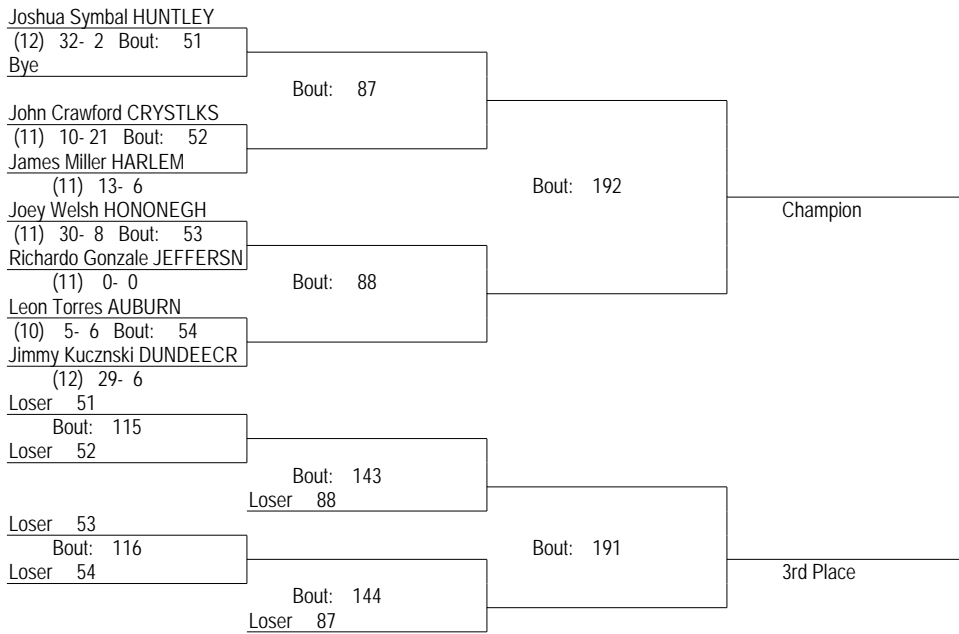 Joshua Symbal HUNTLEY
(12) 32- 2 Bout: 51
Bye
Bout: 87
John Crawford CRYSTLKS
(11) 10- 21 Bout: 52
James Miller HARLEM
(11) 13- 6
Bout: 192
Joey Welsh HONONEGH
Champion
(11) 30- 8 Bout: 53
Richardo Gonzale JEFFERSN
(11) 0- 0
Bout: 88
Leon Torres AUBURN
(10) 5- 6 Bout: 54
Jimmy Kucznski DUNDEECR
(12) 29- 6
Loser 51
Bout: 115
Loser 52
Bout: 143
Loser 88
Loser 53
Bout: 116
Bout: 191
Loser 54
3rd Place
Bout: 144
Loser 87